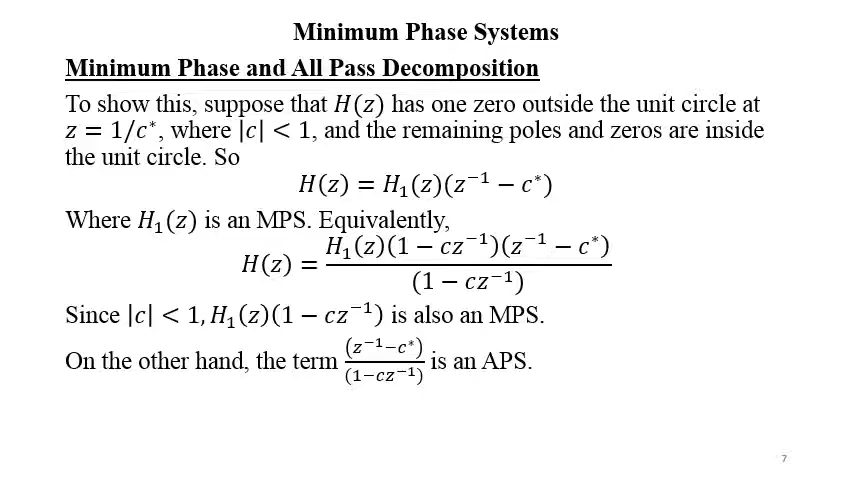 Minimum Phase Systems
Minimum Phase and All Pass Decomposition
To show this, suppose that H(z) has one zero outside the unit circle at
z = 1/c*, where |c| < 1, and the remaining poles and zeros are inside
the unit circle. So
H(z) = H₁(z)(z⁻¹ − c*)
Where H₁(z) is an MPS. Equivalently,
H(z) = H₁(z)(1 − cz⁻¹)(z⁻¹ − c*) / (1 − cz⁻¹)
Since |c| < 1, H₁(z)(1 − cz⁻¹) is also an MPS.
On the other hand, the term (z⁻¹−c*)/(1−cz⁻¹) is an APS.
7